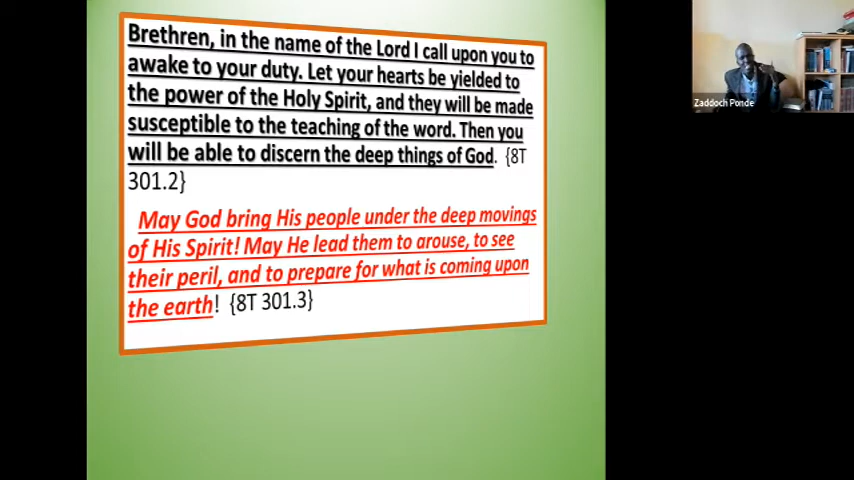 Brethren, in the name of the Lord I call upon you to
awake to your duty. Let your hearts be yielded to
the power of the Holy Spirit, and they will be made
susceptible to the teaching of the word. Then you
will be able to discern the deep things of God. {8T
301.2}
May God bring His people under the deep movings
of His Spirit! May He lead them to arouse, to see
their peril, and to prepare for what is coming upon
the earth! {8T 301.3}
Zaddoch Ponde